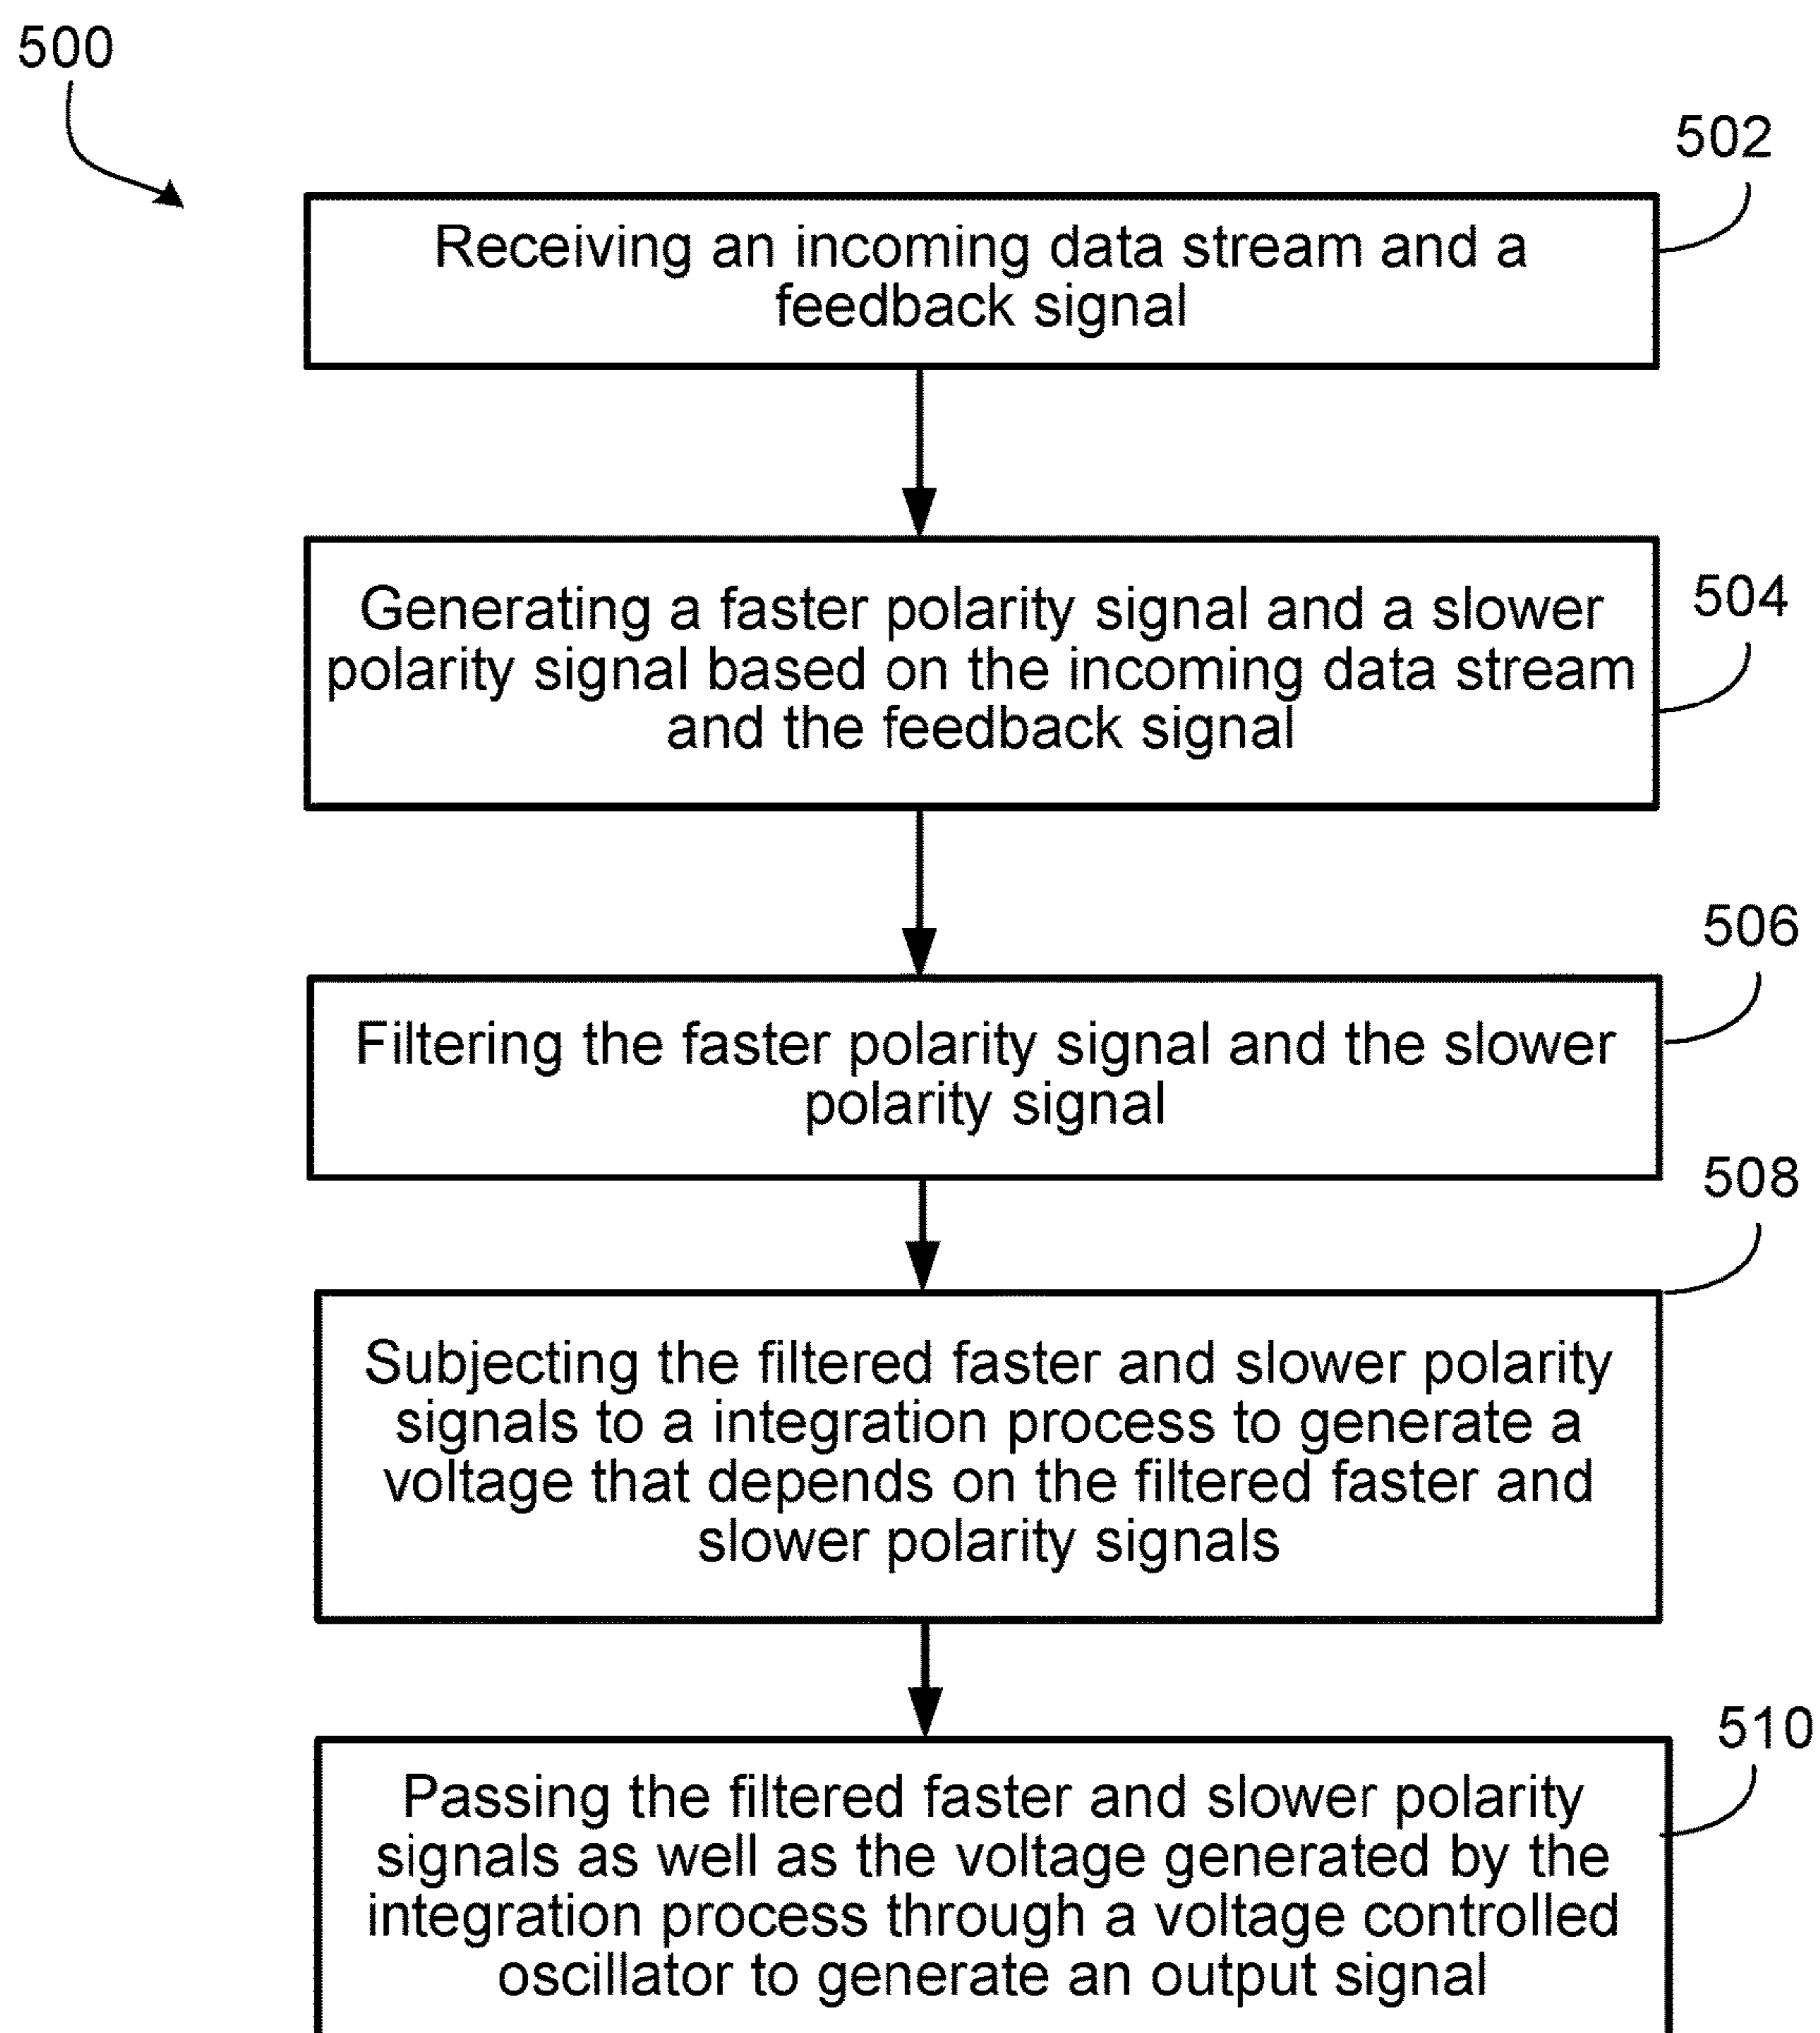 500
502
Receiving an incoming data stream and a
feedback signal
504
Generating a faster polarity signal and a slower
polarity signal based on the incoming data stream
and the feedback signal
506
Filtering the faster polarity signal and the slower
polarity signal
508
Subjecting the filtered faster and slower polarity
signals to a integration process to generate a
voltage that depends on the filtered faster and
slower polarity signals
510
Passing the filtered faster and slower polarity
signals as well as the voltage generated by the
integration process through a voltage controlled
oscillator to generate an output signal